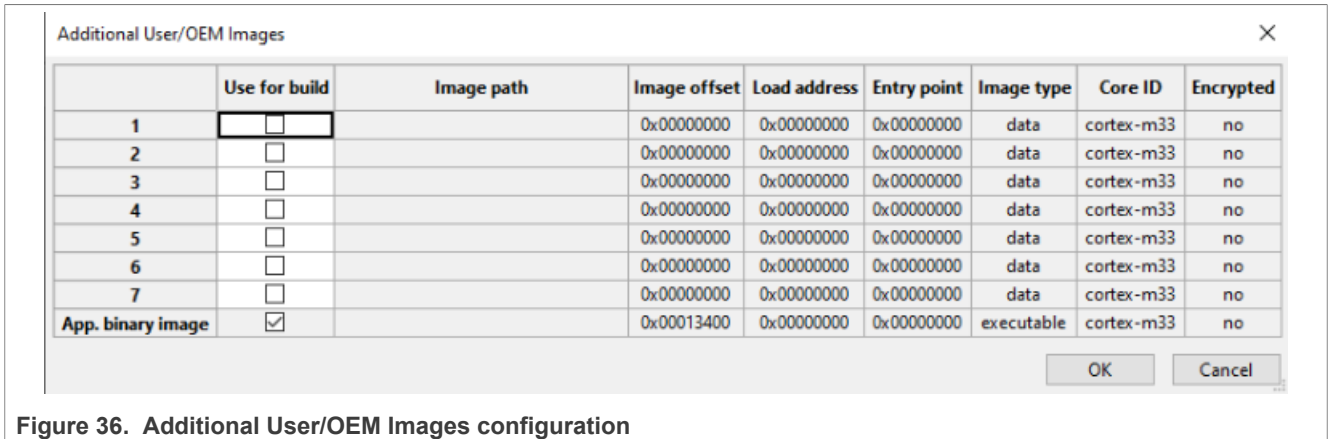 Additional User/OEM Images
Use for build Image path Image offset Load address Entry point Image type Core ID Encrypted
1 0x00000000 0x00000000 0x00000000 data cortex-m33 no
2 0x00000000 0x00000000 0x00000000 data cortex-m33 no
3 0x00000000 0x00000000 0x00000000 data cortex-m33 no
4 0x00000000 0x00000000 0x00000000 data cortex-m33 no
5 0x00000000 0x00000000 0x00000000 data cortex-m33 no
6 0x00000000 0x00000000 0x00000000 data cortex-m33 no
7 0x00000000 0x00000000 0x00000000 data cortex-m33 no
App. binary image 0x00013400 0x00000000 0x00000000 executable cortex-m33 no
OK Cancel
Figure 36. Additional User/OEM Images configuration